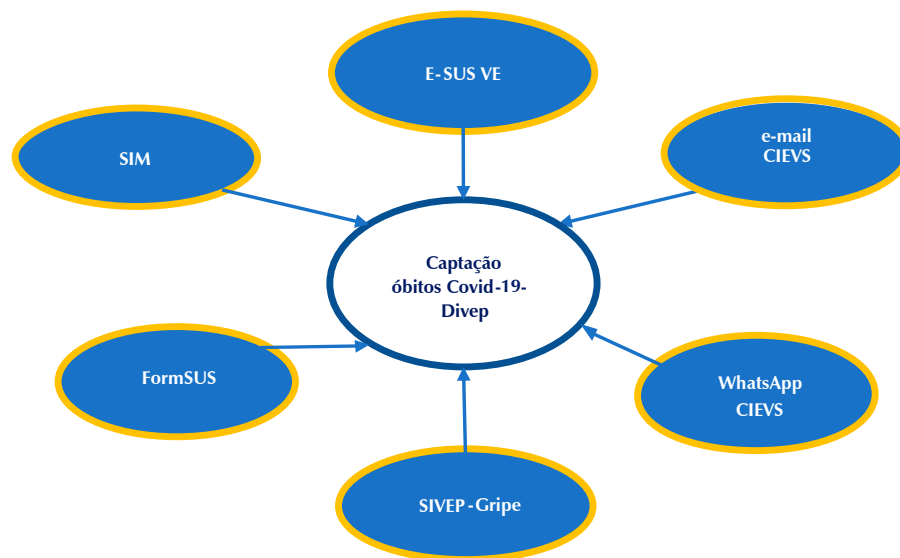 E-SUS VE
e-mail
CIEVS
SIM
Captação
óbitos Covid-19-
Divep
FormSUS
WhatsApp
CIEVS
SIVEP-Gripe